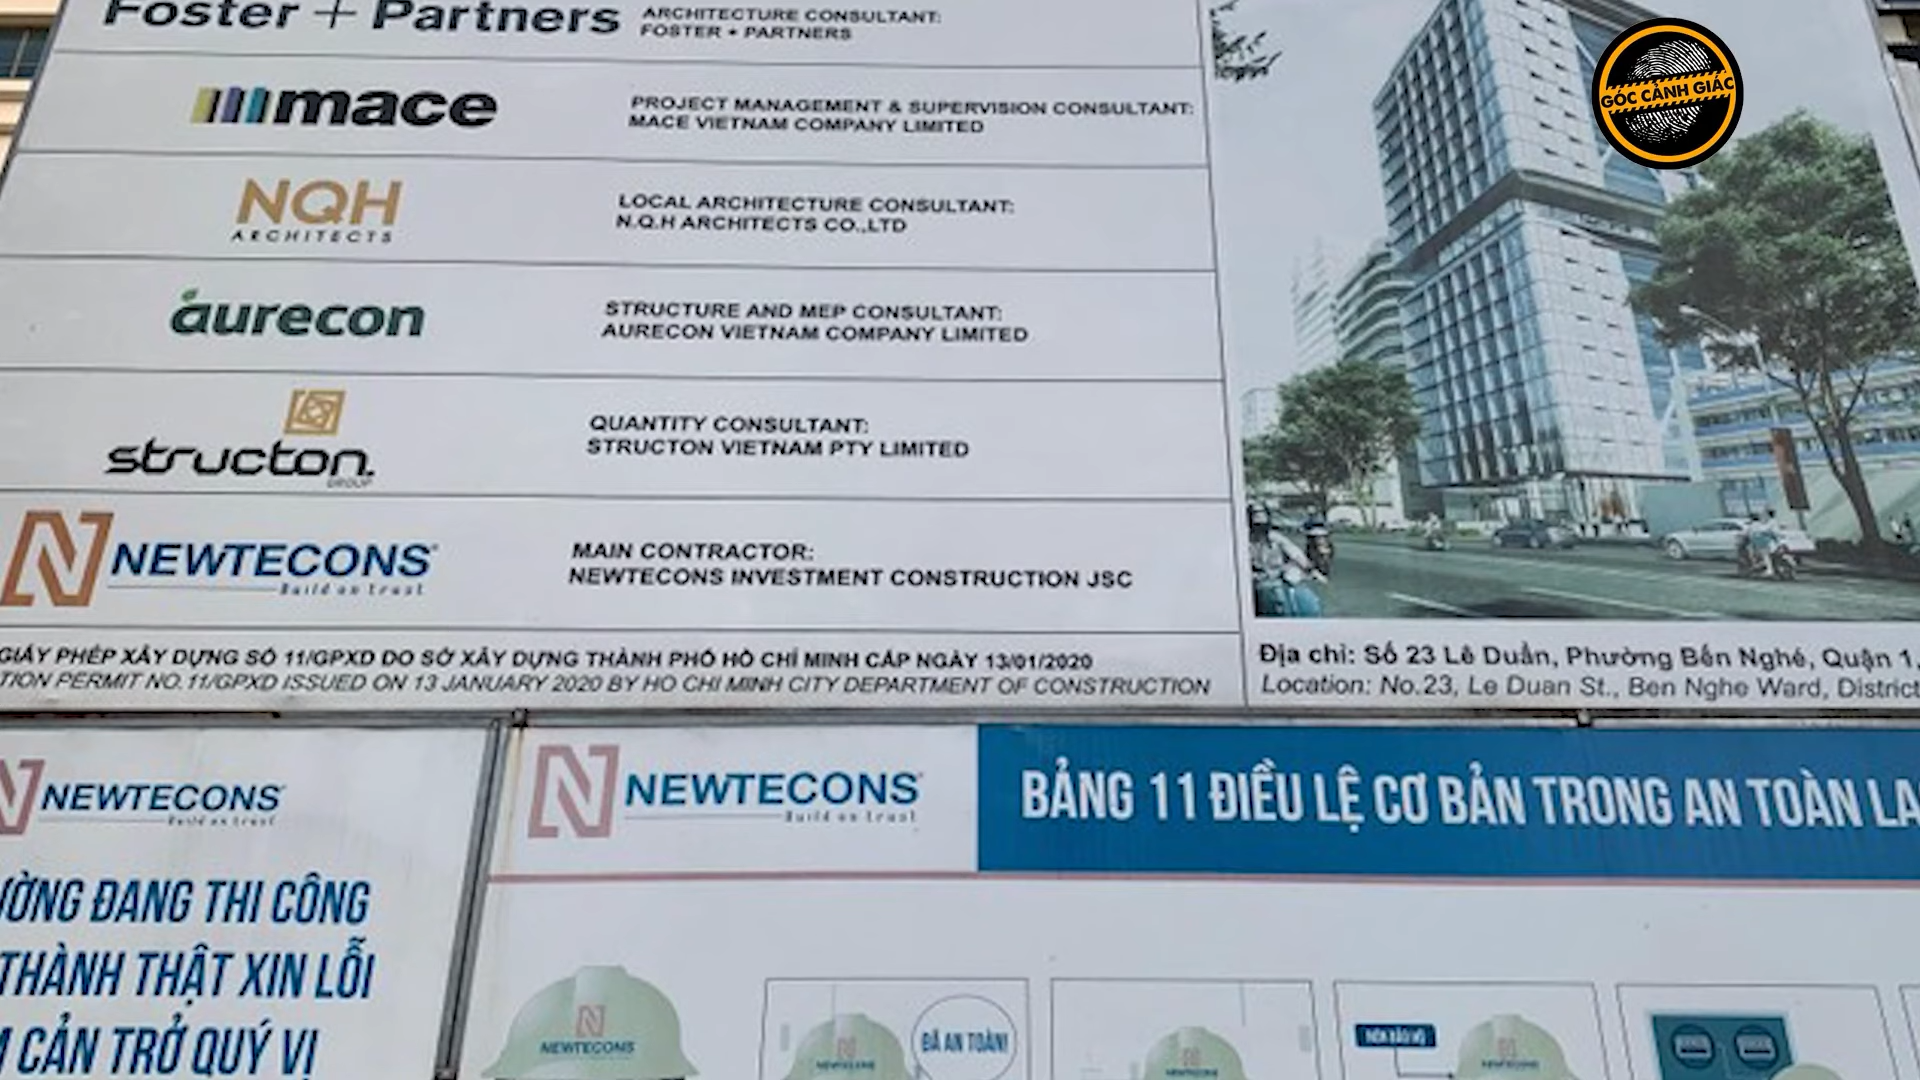 Foster + Partners
ARCHITECTURE CONSULTANT:
FOSTER + PARTNERS
mace
PROJECT MANAGEMENT & SUPERVISION CONSULTANT:
MACE VIETNAM COMPANY LIMITED
NQH
ARCHITECTS
LOCAL ARCHITECTURE CONSULTANT:
N.Q.H ARCHITECTS CO.,LTD
aurecon
STRUCTURE AND MEP CONSULTANT:
AURECON VIETNAM COMPANY LIMITED
structon.
GROUP
QUANTITY CONSULTANT:
STRUCTON VIETNAM PTY LIMITED
NEWTECONS
Build on trust
MAIN CONTRACTOR:
NEWTECONS INVESTMENT CONSTRUCTION JSC
GIẤY PHÉP XÂY DỰNG SỐ 11/GPXD DO SỞ XÂY DỰNG THÀNH PHỐ HỒ CHÍ MINH CẤP NGÀY 13/01/2020
TION PERMIT NO.11/GPXD ISSUED ON 13 JANUARY 2020 BY HO CHI MINH CITY DEPARTMENT OF CONSTRUCTION
GÓC CẢNH GIÁC
Địa chỉ: Số 23 Lê Duẩn, Phường Bến Nghé, Quận 1,
Location: No.23, Le Duan St., Ben Nghe Ward, District
NEWTECONS
Build on trust
ỜNG ĐANG THI CÔNG
THÀNH THẬT XIN LỖI
CẢN TRỞ QUÝ VỊ
NEWTECONS
Build on trust
BẢNG 11 ĐIỀU LỆ CƠ BẢN TRONG AN TOÀN LA
NEWTECONS
NEWTECONS
ĐÃ AN TOÀN!
NEWTECONS
NÓN BẢO HỘ
NEWTECONS